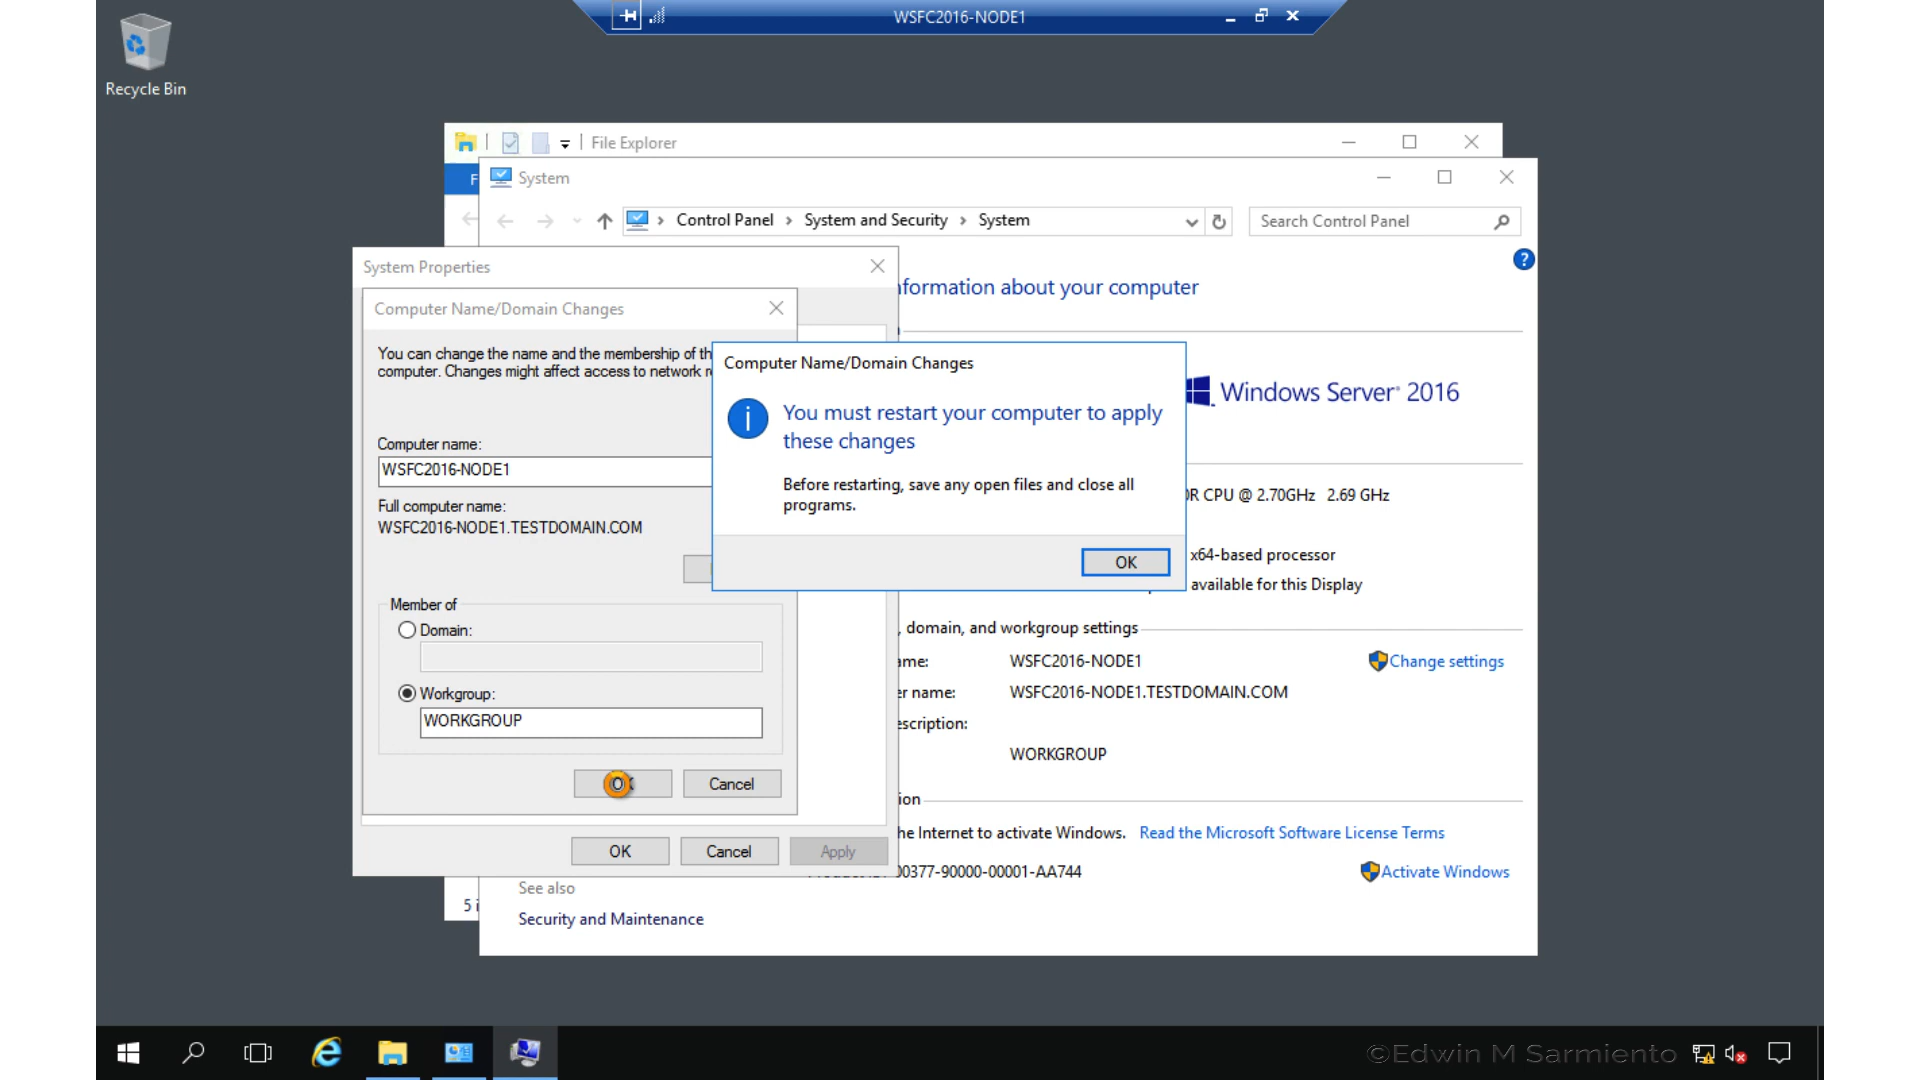 WSFC2016-NODE1
Recycle Bin
File Explorer
F
System
Control Panel > System and Security > System
Search Control Panel
System Properties
nformation about your computer
Computer Name/Domain Changes
You can change the name and the membership of th
computer. Changes might affect access to network r
Computer name:
WSFC2016-NODE1
Full computer name:
WSFC2016-NODE1.TESTDOMAIN.COM
Member of
Domain:
Workgroup:
WORKGROUP
OK Cancel
OK Cancel Apply
Computer Name/Domain Changes
You must restart your computer to apply
these changes
Before restarting, save any open files and close all
programs.
OK
Windows Server® 2016
R CPU @ 2.70GHz 2.69 GHz
x64-based processor
available for this Display
, domain, and workgroup settings
ame: WSFC2016-NODE1
Change settings
er name: WSFC2016-NODE1.TESTDOMAIN.COM
escription:
WORKGROUP
ion
he Internet to activate Windows. Read the Microsoft Software License Terms
00377-90000-00001-AA744
Activate Windows
See also
5 i
Security and Maintenance
©Edwin M Sarmiento